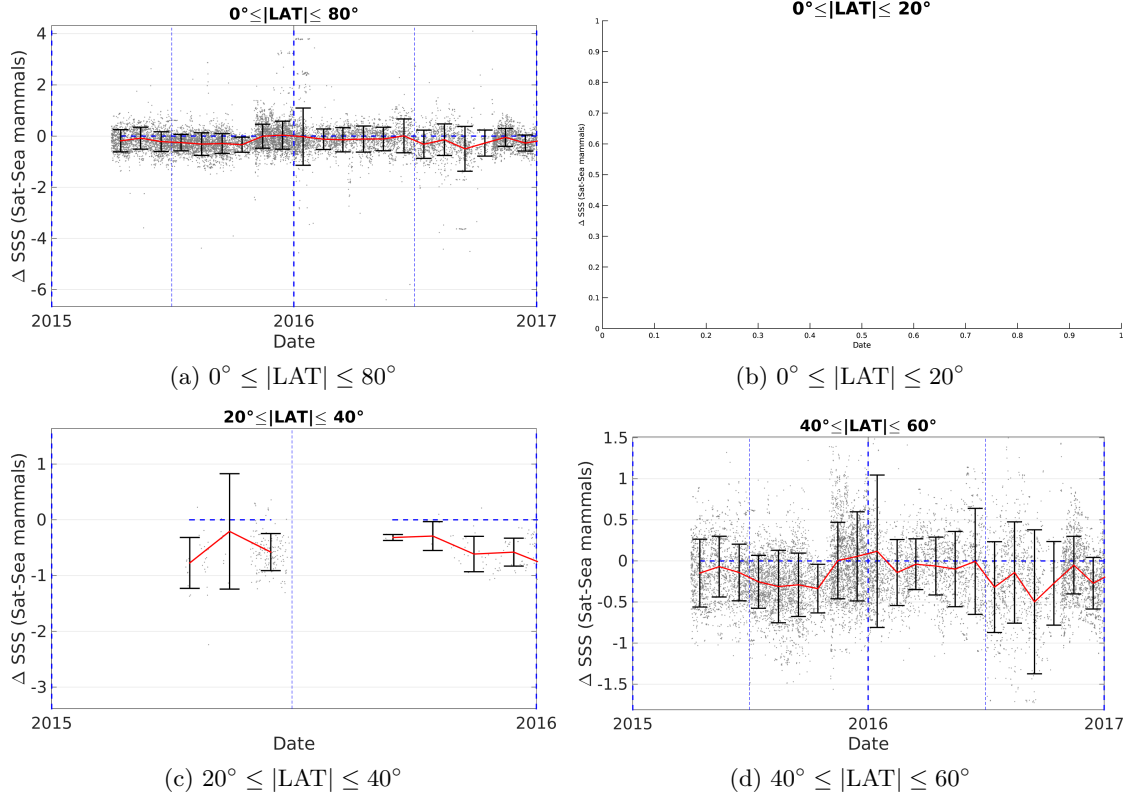 0°≤|LAT|≤ 80°
4
2
0
-2
-4
-6
Δ SSS (Sat-Sea mammals)
2015
2016
2017
Date
(a) 0° ≤ |LAT| ≤ 80°
0°≤|LAT|≤ 20°
1
0.9
0.8
0.7
0.6
0.5
0.4
0.3
0.2
0.1
0
Δ SSS (Sat-Sea mammals)
0 0.1 0.2 0.3 0.4 0.5 0.6 0.7 0.8 0.9 1
Date
(b) 0° ≤ |LAT| ≤ 20°
20°≤|LAT|≤ 40°
1
0
-1
-2
-3
Δ SSS (Sat-Sea mammals)
2015
2016
Date
(c) 20° ≤ |LAT| ≤ 40°
40°≤|LAT|≤ 60°
1.5
1
0.5
0
-0.5
-1
-1.5
Δ SSS (Sat-Sea mammals)
2015
2016
2017
Date
(d) 40° ≤ |LAT| ≤ 60°